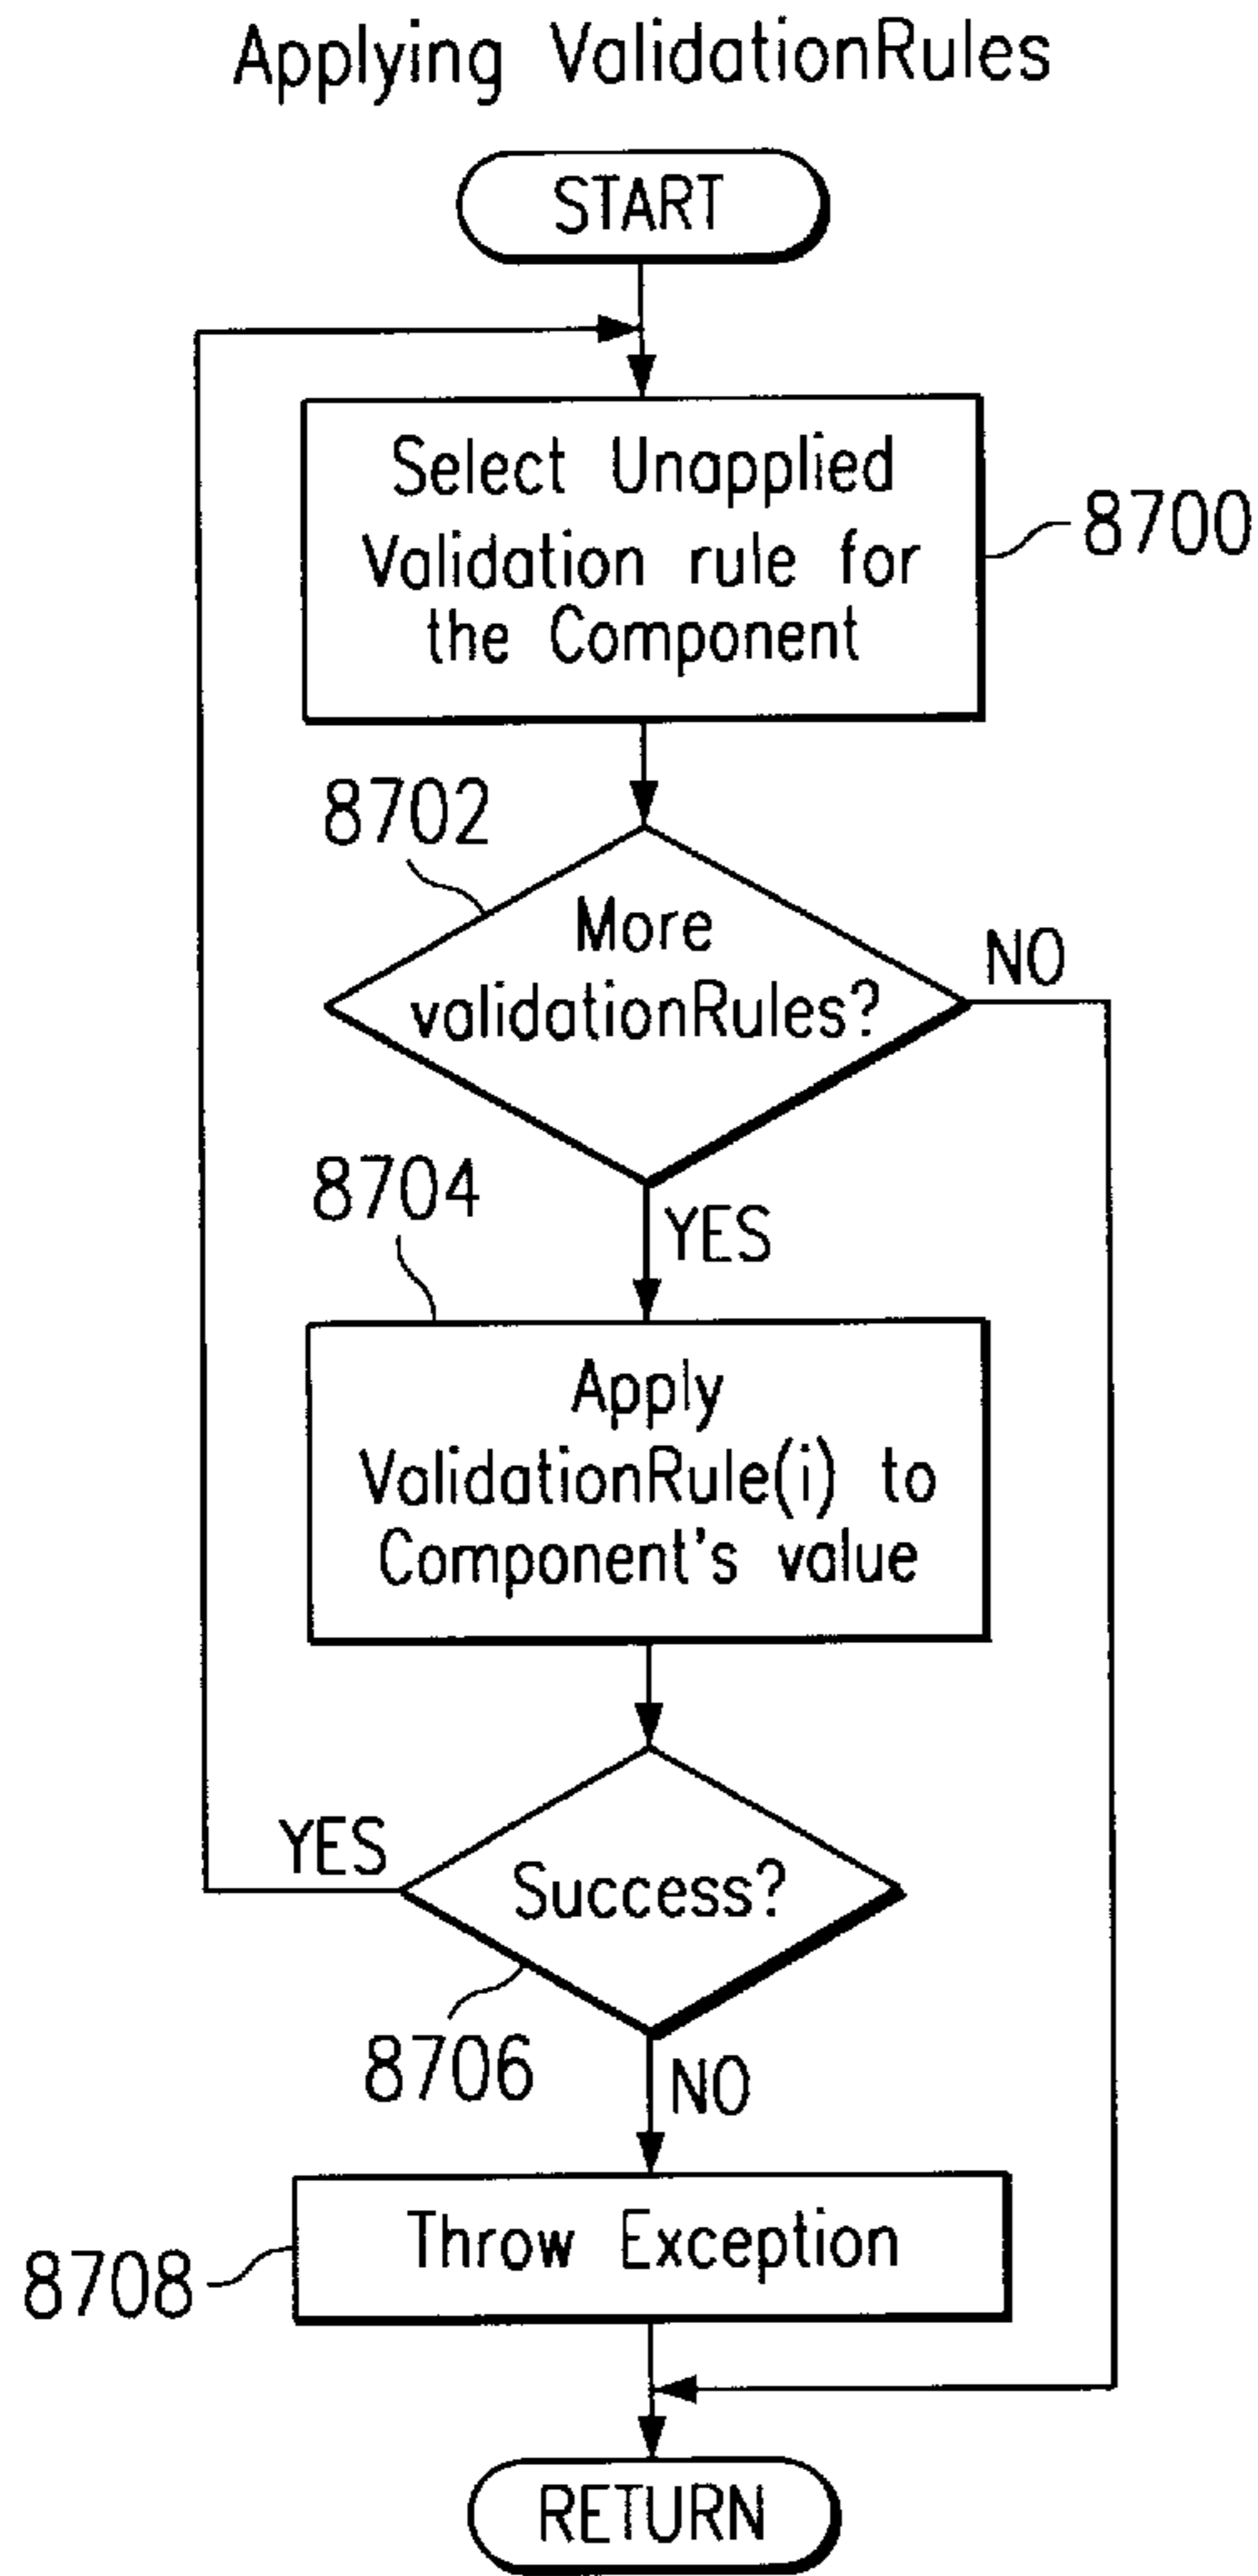 Applying ValidationRules
START
Select Unapplied
Validation rule for
the Component
8700
8702
More
validationRules?
NO
YES
8704
Apply
ValidationRule(i) to
Component's value
YES
Success?
8706
NO
Throw Exception
8708
RETURN